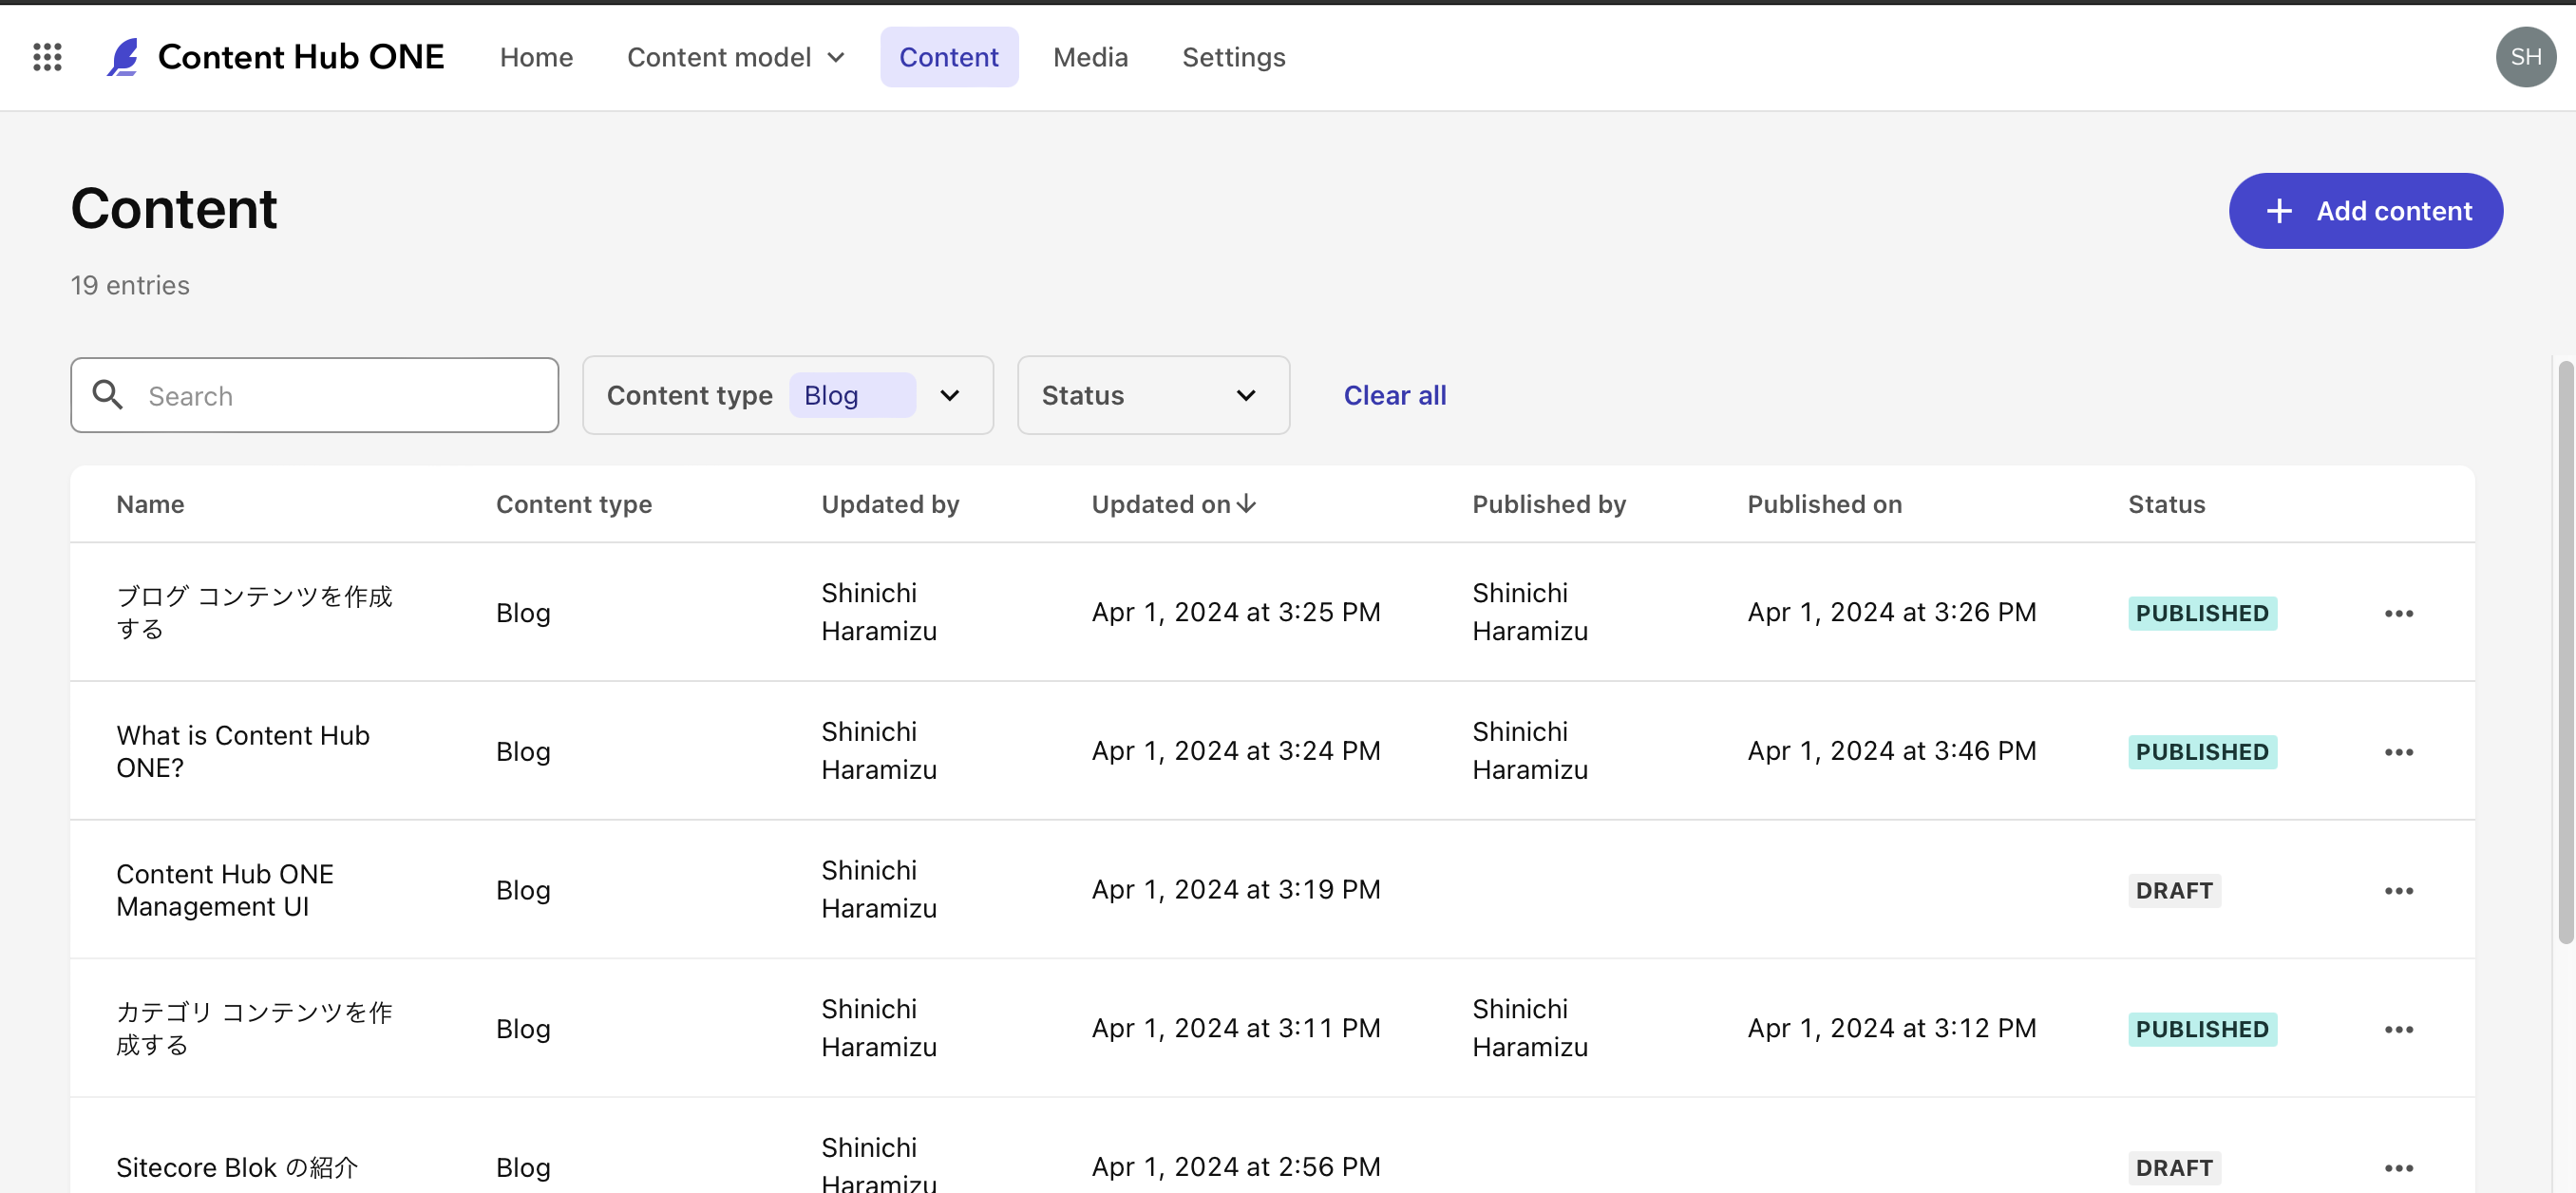 Content Hub ONE Home Content model Content Media Settings SH
Content
+ Add content
19 entries
Search Content type Blog Status Clear all
Name Content type Updated by Updated on Published by Published on Status
ブログ コンテンツを作成
する
Blog
Shinichi
Haramizu
Apr 1, 2024 at 3:25 PM
Shinichi
Haramizu
Apr 1, 2024 at 3:26 PM
PUBLISHED
What is Content Hub
ONE?
Blog
Shinichi
Haramizu
Apr 1, 2024 at 3:24 PM
Shinichi
Haramizu
Apr 1, 2024 at 3:46 PM
PUBLISHED
Content Hub ONE
Management UI
Blog
Shinichi
Haramizu
Apr 1, 2024 at 3:19 PM
DRAFT
カテゴリ コンテンツを作
成する
Blog
Shinichi
Haramizu
Apr 1, 2024 at 3:11 PM
Shinichi
Haramizu
Apr 1, 2024 at 3:12 PM
PUBLISHED
Sitecore Blok の紹介
Blog
Shinichi
Haramizu
Apr 1, 2024 at 2:56 PM
DRAFT